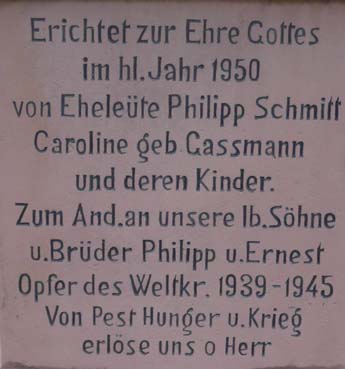 Erichtet zur Ehre Gottes
im hl. Jahr 1950
von Eheleüte Philipp Schmitt
Caroline geb Gassmann
und deren Kinder.
Zum And. an unsere lb. Söhne
u. Brüder Philipp u. Ernest
Opfer des Weltkr. 1939-1945
Von Pest Hunger u. Krieg
erlöse uns o Herr